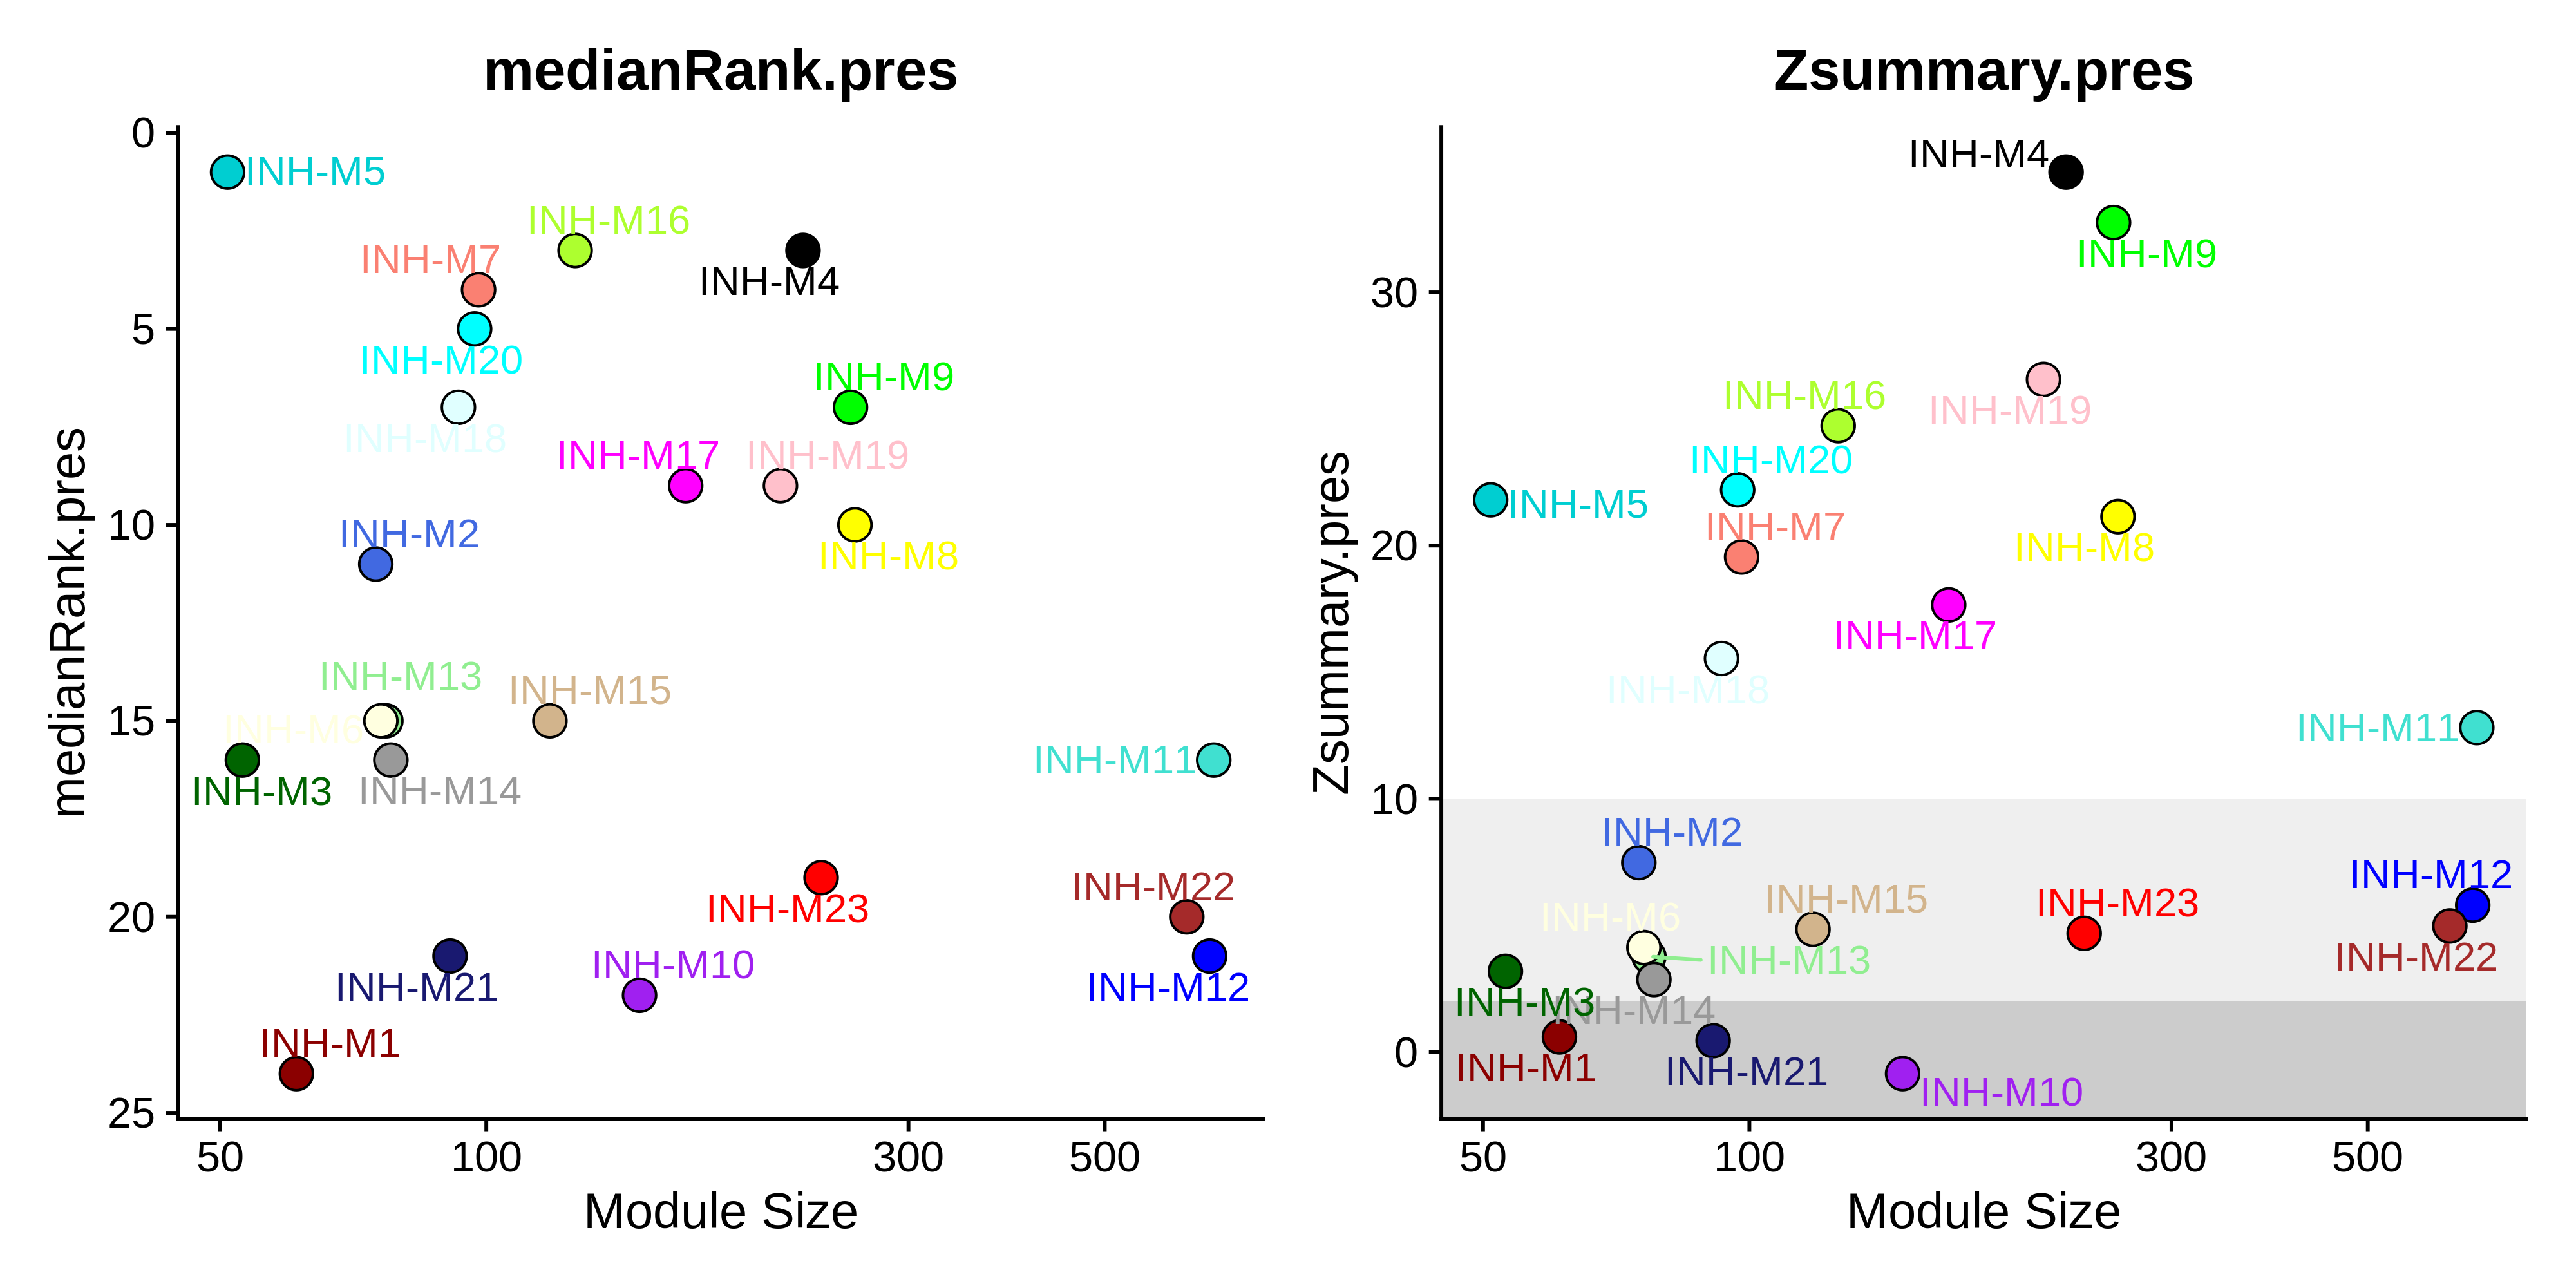 medianRank.pres
medianRank.pres
0
5
10
15
20
25
INH-M5
INH-M16
INH-M7
INH-M4
INH-M20
INH-M9
INH-M18
INH-M17
INH-M19
INH-M2
INH-M8
INH-M13
INH-M15
INH-M6
INH-M11
INH-M3
INH-M14
INH-M22
INH-M23
INH-M10
INH-M21
INH-M12
INH-M1
50
100
300
500
Module Size
Zsummary.pres
Zsummary.pres
30
20
10
0
INH-M4
INH-M9
INH-M16
INH-M19
INH-M20
INH-M5
INH-M7
INH-M8
INH-M17
INH-M18
INH-M11
INH-M2
INH-M12
INH-M15
INH-M23
INH-M6
INH-M22
INH-M13
INH-M3
INH-M14
INH-M1
INH-M21
INH-M10
50
100
300
500
Module Size